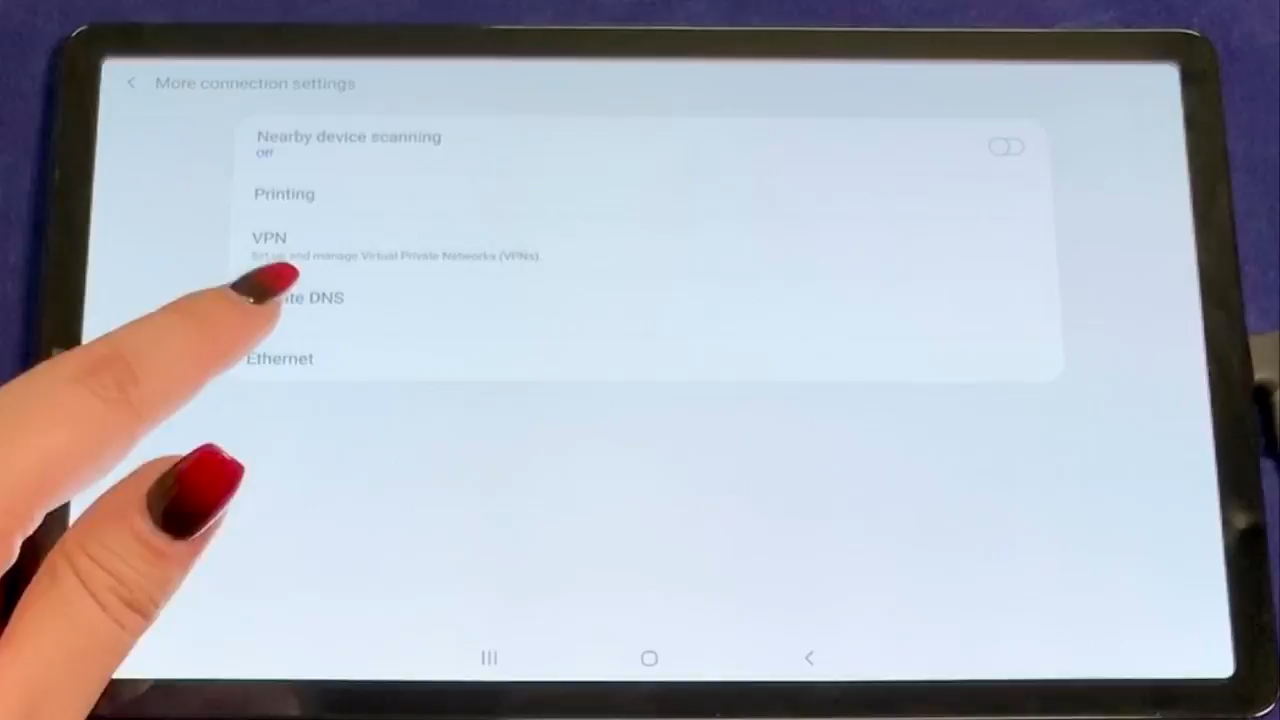 More connection settings
Nearby device scanning
Off
Printing
VPN
Set up and manage Virtual Private Networks (VPNs).
DNS
Ethernet